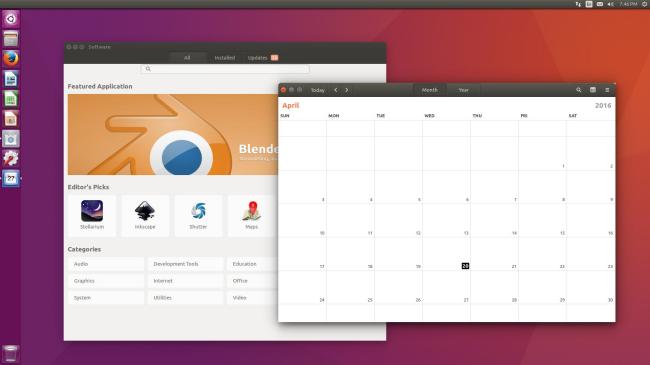 7:46 PM
Software
All Installed Updates
Featured Application
Blende
Editor's Picks
Stellarium Inkscape Shutter Maps
Categories
Audio Development Tools Education
Graphics Internet Office
System Utilities Video
Today Month Year
April 2016
SUN MON TUE WED THU FRI SAT
1 2
3 4 5 6 7 8 9
10 11 12 13 14 15 16
17 18 19 20 21 22 23
24 25 26 27 28 29 30
27